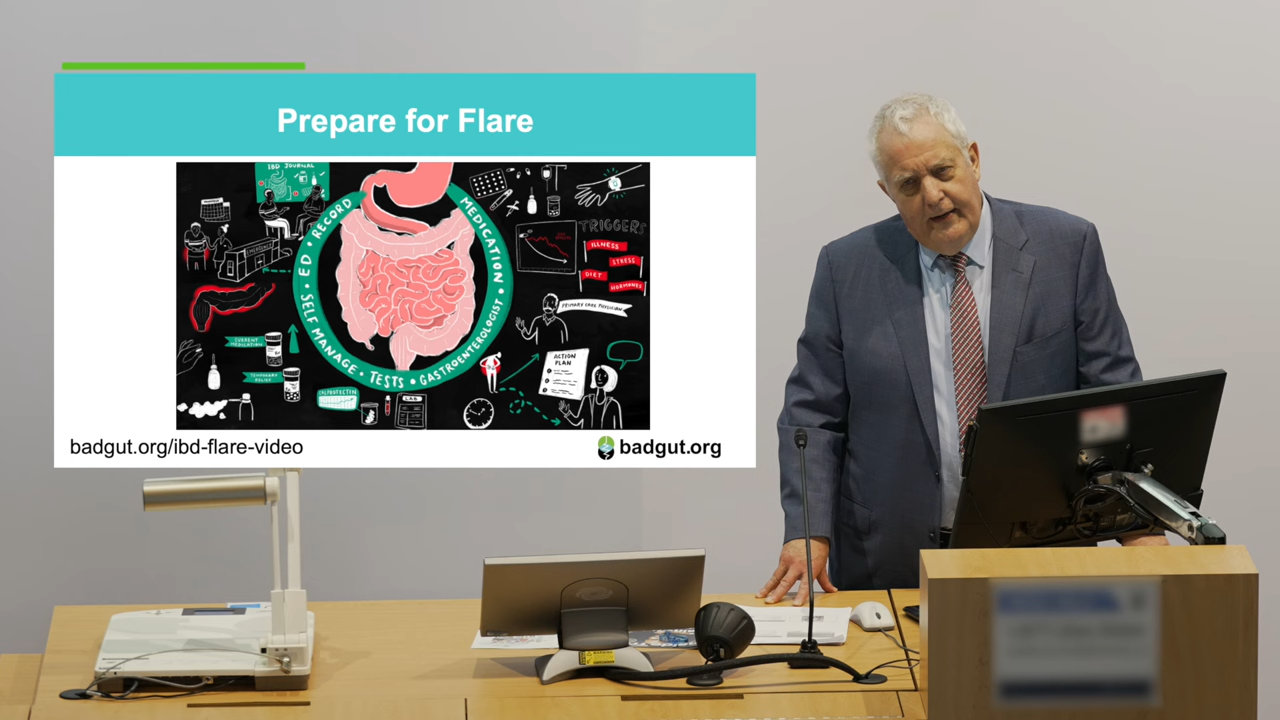 Prepare for Flare
IBD JOURNAL
ED • RECORD
MEDICATION • GASTROENTEROLOGIST • TESTS • SELF MANAGE •
EMERGENCY
TRIGGERS
ILLNESS
STRESS
DIET
HORMONES
PRIMARY CARE PHYSICIAN
CURRENT
MEDICATION
TEMPORARY
RELIEF
CALPROTECTIN
LAB
ACTION
PLAN
badgut.org/ibd-flare-video
badgut.org